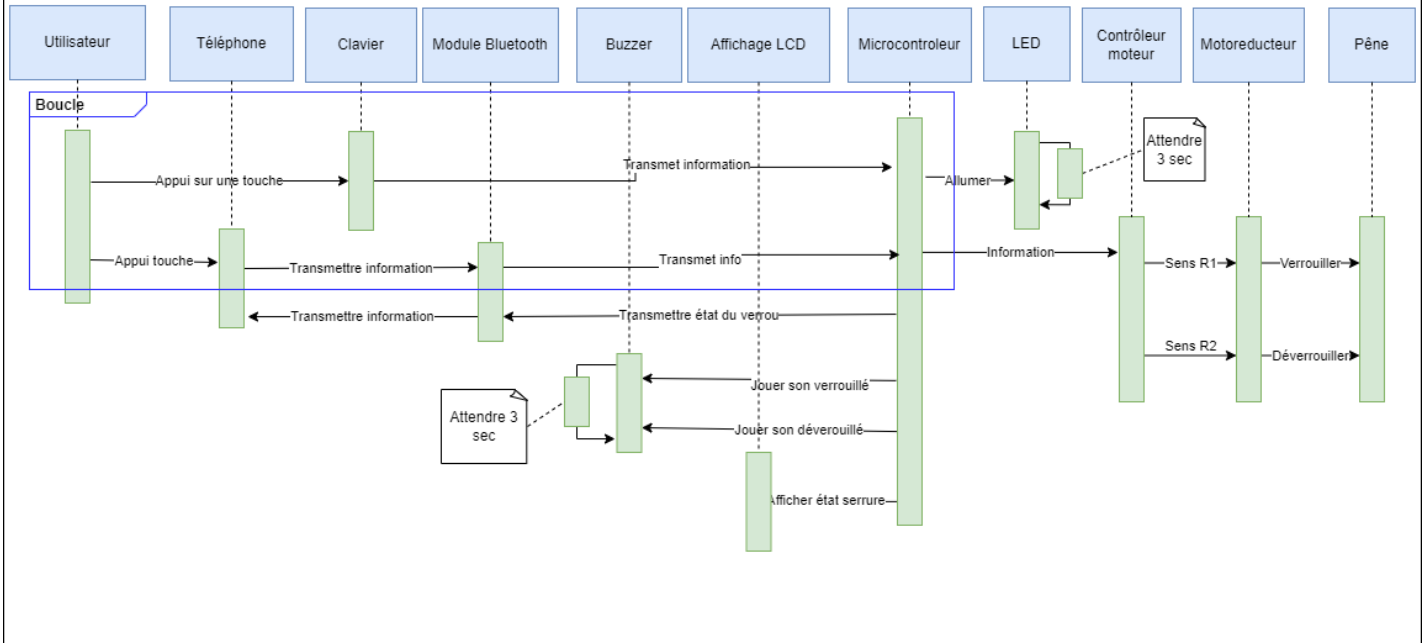 Utilisateur
Téléphone
Clavier
Module Bluetooth
Buzzer
Affichage LCD
Microcontroleur
LED
Contrôleur
moteur
Motoreducteur
Pêne
Boucle
Attendre
3 sec
Transmet information
Appui sur une touche
Allumer
Information
Transmet info
Appui touche
Transmettre information
Sens R1
Verrouiller
Transmettre information
Transmettre état du verrou
Sens R2
Déverrouiller
Jouer son verrouillé
Attendre 3
sec
Jouer son déverouillé
Afficher état serrure